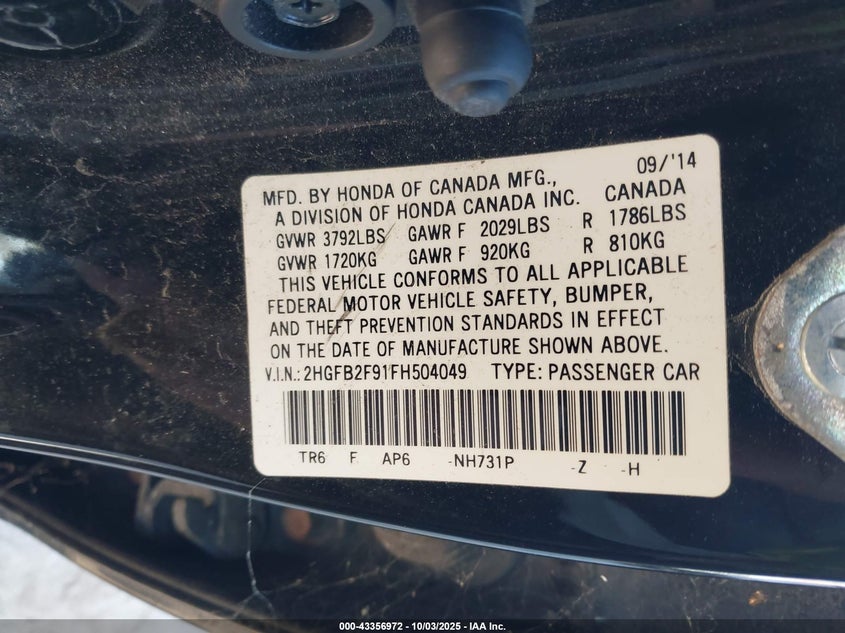 09/'14
MFD. BY HONDA OF CANADA MFG.,
A DIVISION OF HONDA CANADA INC. CANADA
GVWR 3792LBS GAWR F 2029LBS R 1786LBS
GVWR 1720KG GAWR F 920KG R 810KG
THIS VEHICLE CONFORMS TO ALL APPLICABLE
FEDERAL MOTOR VEHICLE SAFETY, BUMPER,
AND THEFT PREVENTION STANDARDS IN EFFECT
ON THE DATE OF MANUFACTURE SHOWN ABOVE.
V.I.N.: 2HGFB2F91FH504049 TYPE: PASSENGER CAR
TR6 F AP6 -NH731P -Z -H
000-43356972 - 10/03/2025 - IAA Inc.